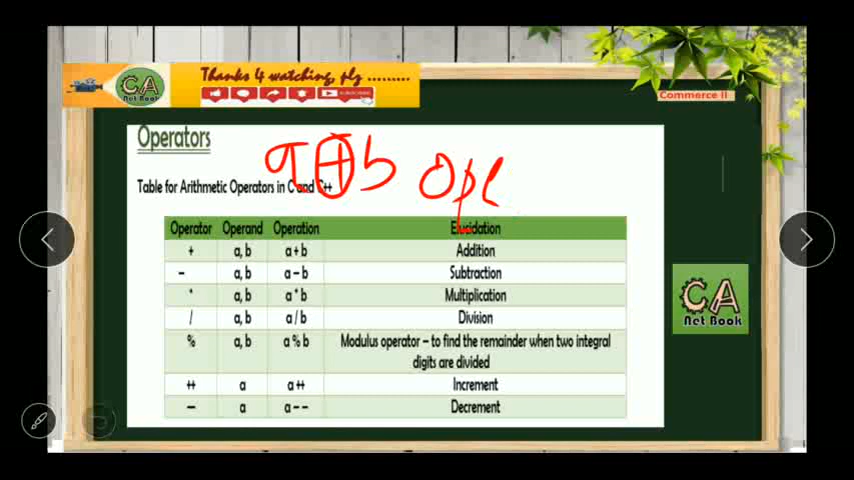 Thanks 4 watching, plz .........
CA
Net Book
SUBSCRIBE
Commerce II
Operators
a + b ope
Table for Arithmetic Operators in C and C++
Operator Operand Operation Elucidation
+ a, b a + b Addition
− a, b a − b Subtraction
* a, b a * b Multiplication
/ a, b a / b Division
% a, b a % b Modulus operator – to find the remainder when two integral
digits are divided
++ a a ++ Increment
-- a a - - Decrement
CA
Net Book